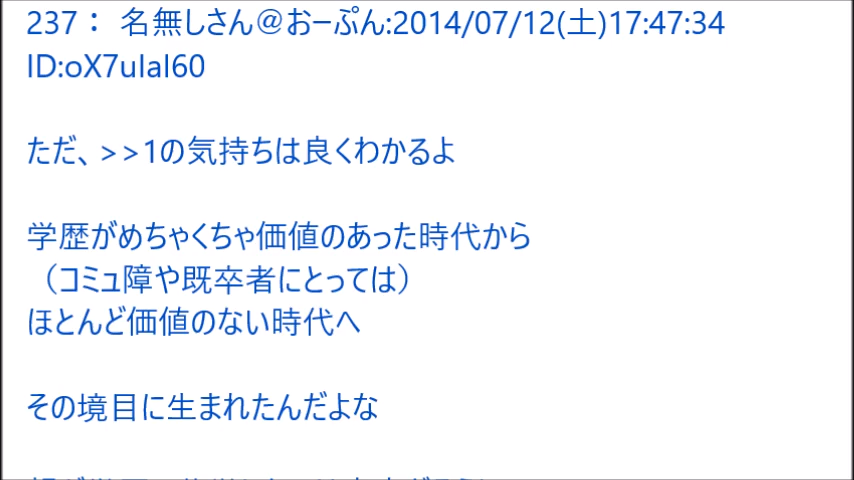 237： 名無しさん＠おーぷん:2014/07/12(土)17:47:34
ID:oX7uIaI60
ただ、>>1の気持ちは良くわかるよ
学歴がめちゃくちゃ価値のあった時代から
（コミュ障や既卒者にとっては）
ほとんど価値のない時代へ
その境目に生まれたんだよな